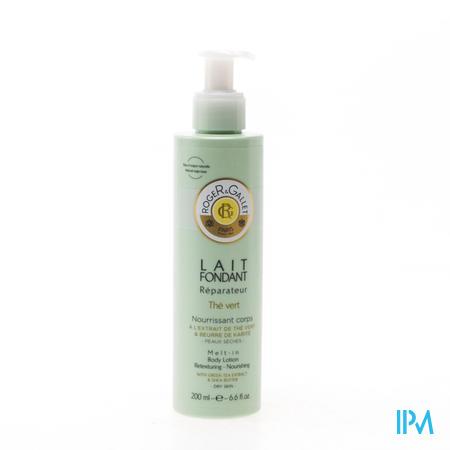 ROGER & GALLET
PARIS
LAIT
FONDANT
Réparateur
Thé vert
Nourrissant corps
À L'EXTRAIT DE THÉ VERT
& BEURRE DE KARITÉ
- PEAUX SÈCHES -
Melt-in
Body Lotion
Retexturing - Nourishing
WITH GREEN TEA EXTRACT
& SHEA BUTTER
- DRY SKIN -
200 ml - e - 6.6 fl.oz.
IPM